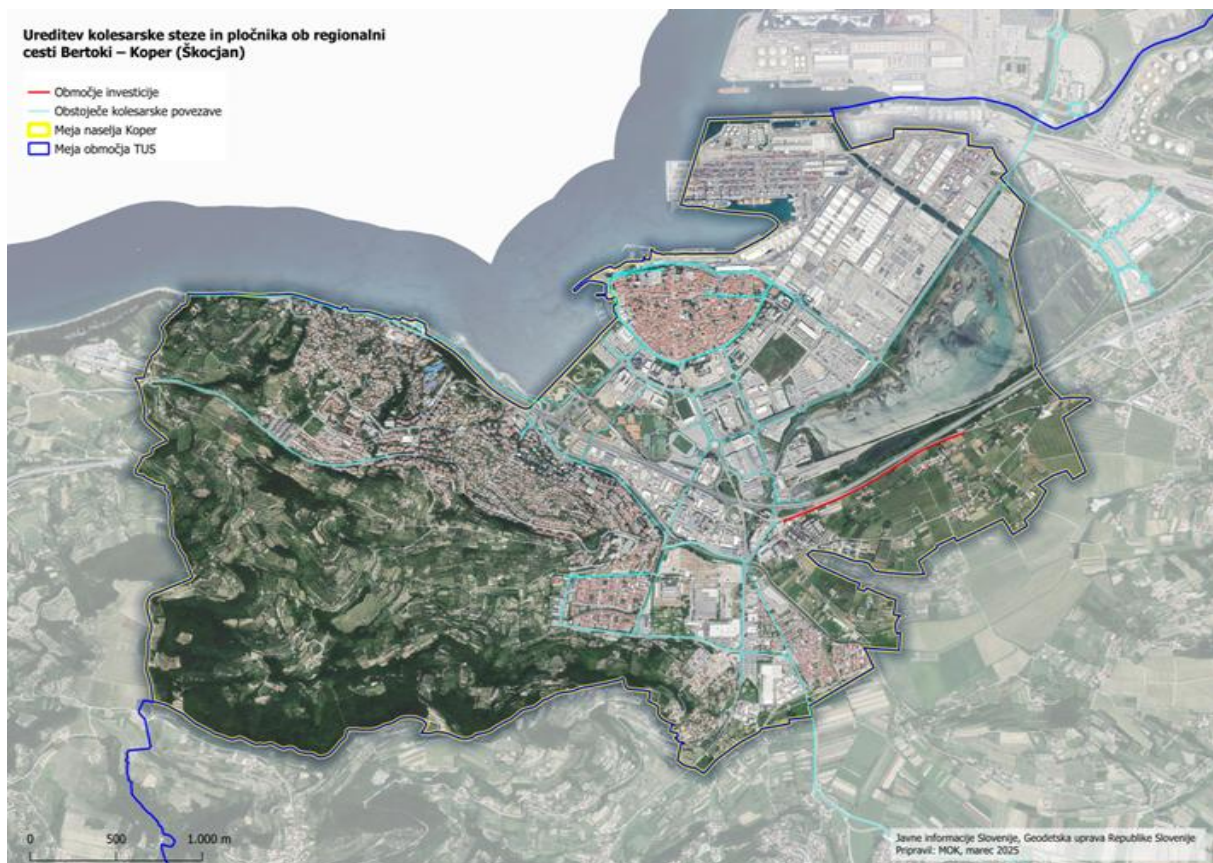 Ureditev kolesarske steze in pločnika ob regionalni
cesti Bertoki – Koper (Škocjan)
Območje investicije
Obstoječe kolesarske povezave
Meja naselja Koper
Meja območja TUS
0 500 1.000 m
Javne informacije Slovenije, Geodetska uprava Republike Slovenije
Pripravil: MOK, marec 2025